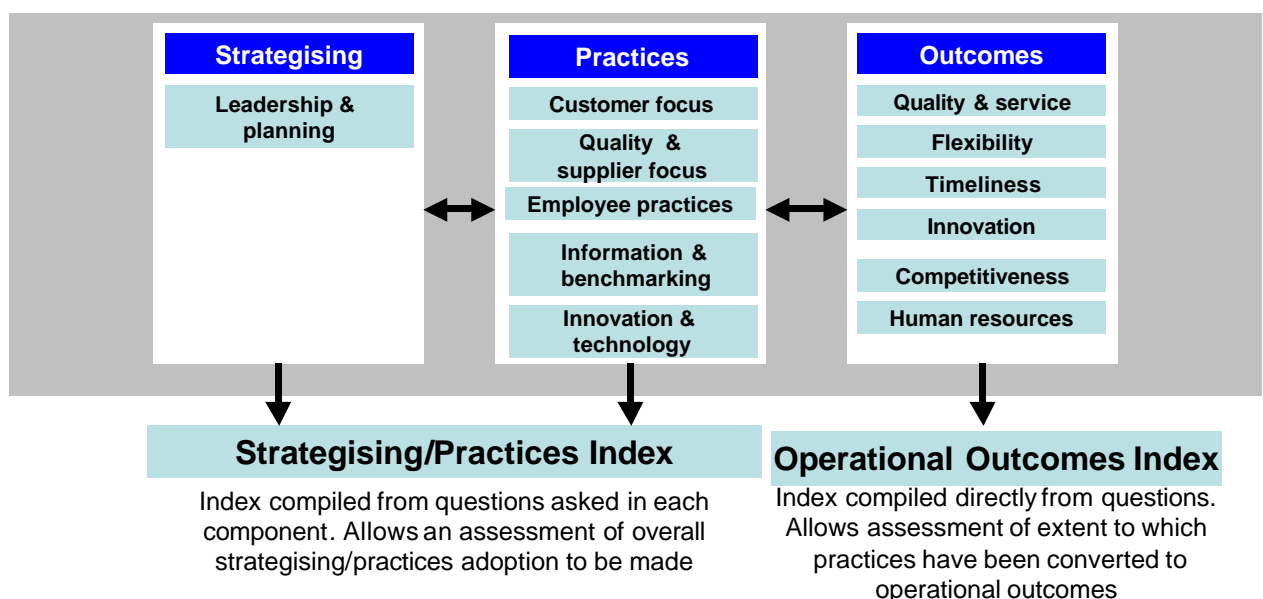 Strategising
Leadership &
planning
Practices
Customer focus
Quality &
supplier focus
Employee practices
Information &
benchmarking
Innovation &
technology
Outcomes
Quality & service
Flexibility
Timeliness
Innovation
Competitiveness
Human resources
Strategising/Practices Index
Index compiled from questions asked in each
component. Allows an assessment of overall
strategising/practices adoption to be made
Operational Outcomes Index
Index compiled directly from questions.
Allows assessment of extent to which
practices have been converted to
operational outcomes